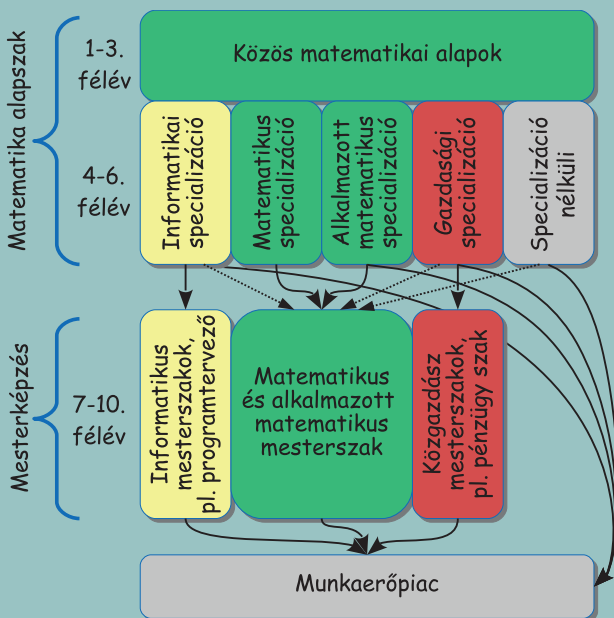 Matematika alapszak
1-3.
félév
Közös matematikai alapok
4-6.
félév
Informatikai
specializáció
Matematikus
specializáció
Alkalmazott
matematikus
specializáció
Gazdasági
specializáció
Specializáció
nélküli
Mesterképzés
7-10.
félév
Informatikus
mesterszakok,
pl. programtervező
Matematikus
és alkalmazott
matematikus
mesterszak
Közgazdász
mesterszakok,
pl. pénzügy szak
Munkaerőpiac